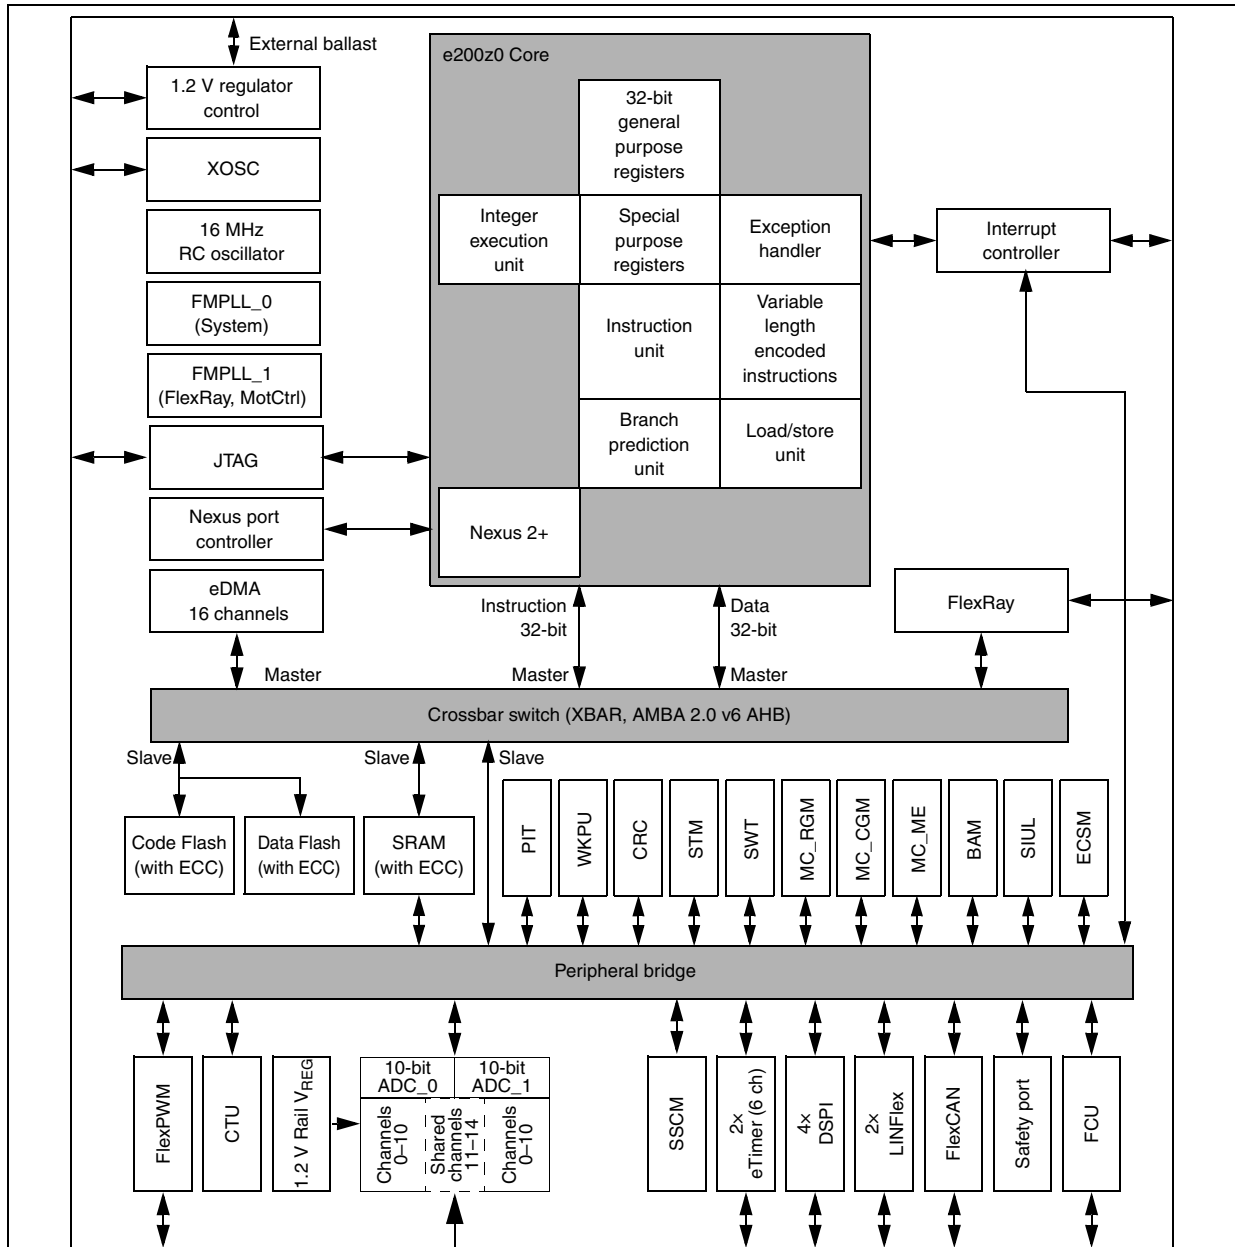 External ballast
1.2 V regulator
control
XOSC
16 MHz
RC oscillator
FMPLL_0
(System)
FMPLL_1
(FlexRay, MotCtrl)
JTAG
Nexus port
controller
eDMA
16 channels
e200z0 Core
32-bit
general
purpose
registers
Integer
execution
unit
Special
purpose
registers
Exception
handler
Instruction
unit
Variable
length
encoded
instructions
Branch
prediction
unit
Load/store
unit
Nexus 2+
Interrupt
controller
FlexRay
Instruction
32-bit
Data
32-bit
Master
Master
Master
Crossbar switch (XBAR, AMBA 2.0 v6 AHB)
Slave
Slave
Slave
Code Flash
(with ECC)
Data Flash
(with ECC)
SRAM
(with ECC)
PIT
WKPU
CRC
STM
SWT
MC_RGM
MC_CGM
MC_ME
BAM
SIUL
ECSM
Peripheral bridge
FlexPWM
CTU
1.2 V Rail VREG
10-bit
ADC_0
10-bit
ADC_1
Channels
0–10
Shared
channels
11–14
Channels
0–10
SSCM
2×
eTimer (6 ch)
4×
DSPI
2×
LINFlex
FlexCAN
Safety port
FCU